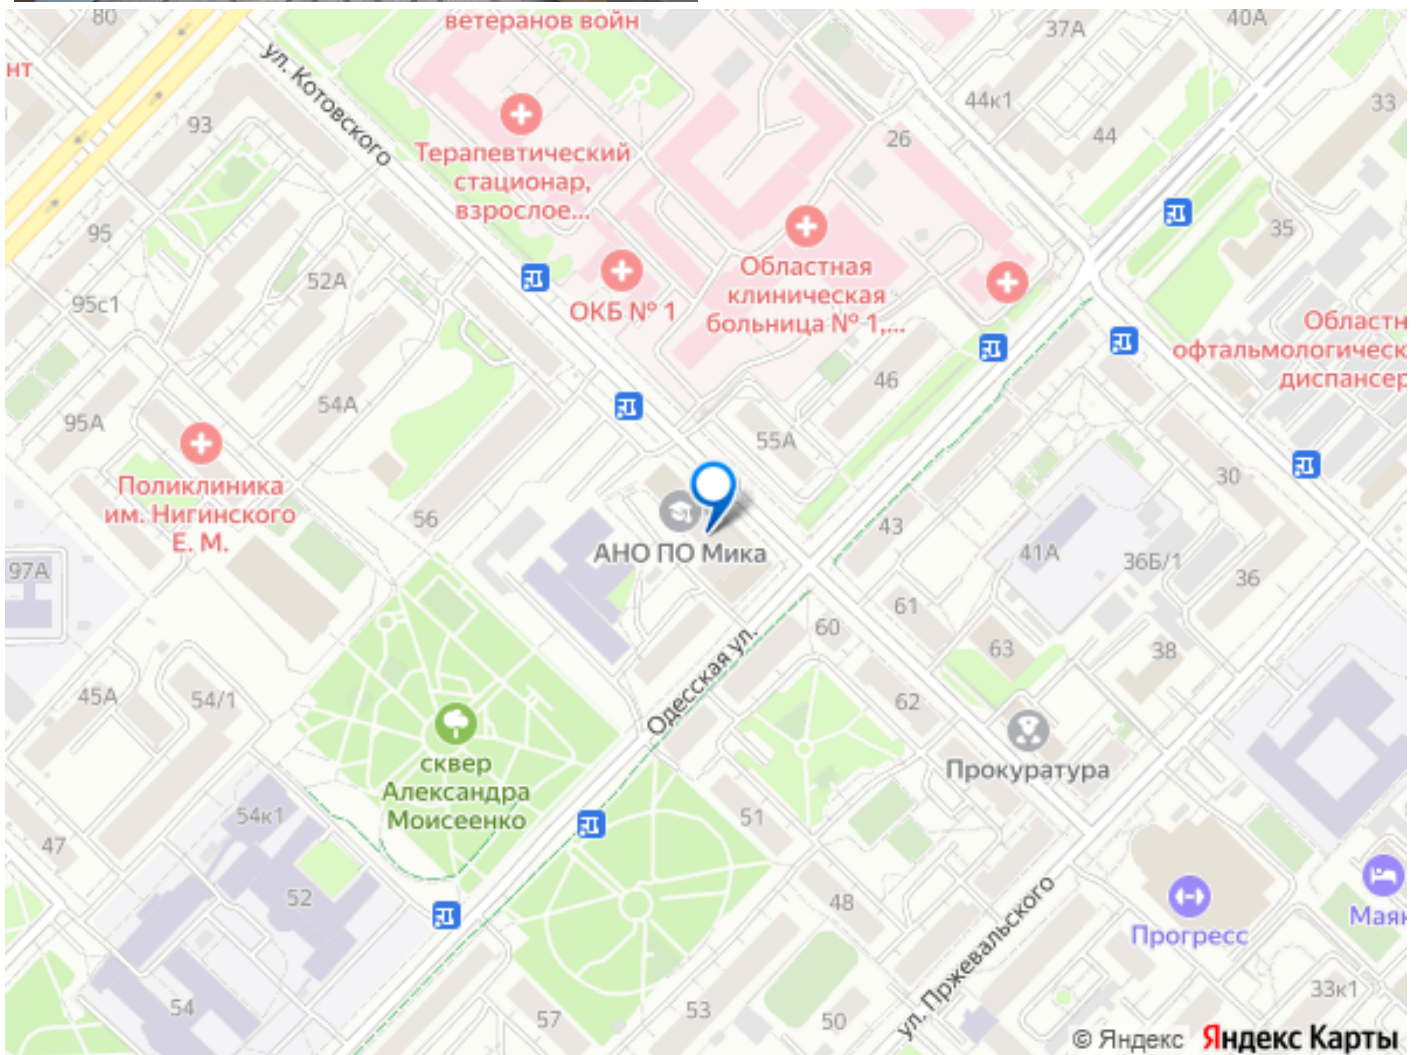 80
ветеранов войн
37А
40А
нт
ул. Котовского
44к1
33
93
44
26
Терапевтический
стационар,
взрослое...
95
35
52А
Областная
клиническая
больница № 1,...
ОКБ № 1
95с1
Областн
офтальмологическ
диспансер
46
54А
95А
55А
Поликлиника
им. Нигинского
Е. М.
30
56
43
АНО ПО Мика
41А
36Б/1
36
97А
61
60
63
38
Одесская ул.
45А
54/1
62
сквер
Александра
Моисеенко
Прокуратура
54к1
51
47
52
48
ул. Пржевальского
Прогресс
Маяк
54
57
53
50
33к1
© Яндекс Яндекс Карты